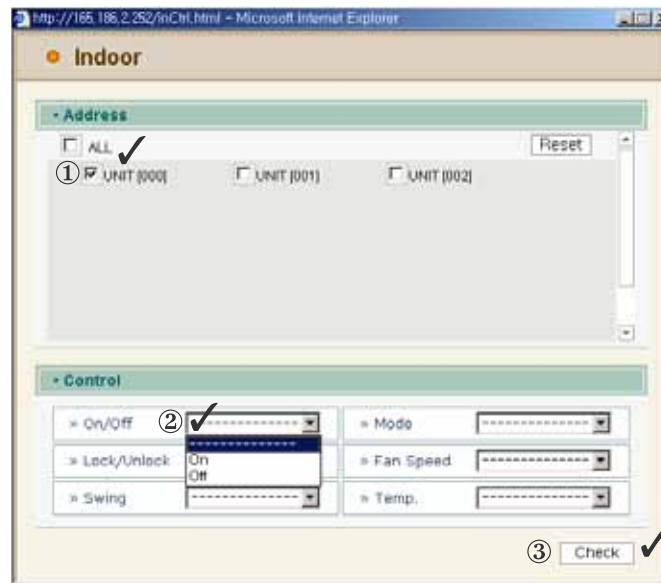 http://165.186.2.252/inCtrl.html - Microsoft Internet Explorer
Indoor
• Address
ALL Reset
① UNIT [000] UNIT [001] UNIT [002]
• Control
» On/Off ② -------------- » Mode --------------
--------------
» Lock/Unlock On » Fan Speed --------------
Off
» Swing -------------- » Temp. --------------
③ Check